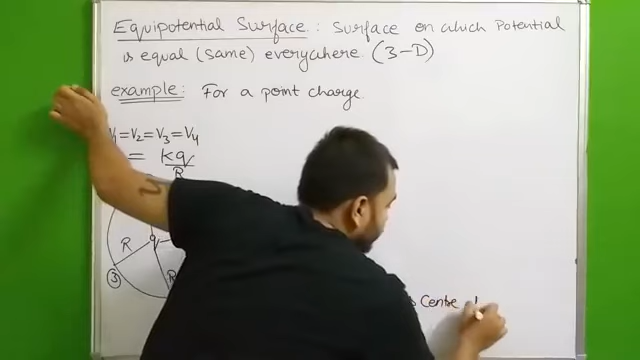 Equipotential Surface : Surface on which Potential
is equal (same) everywhere (3-D)
example: For a point charge
V1 = V2 = V3 = V4
= Kq/R
R
3
R
Centre